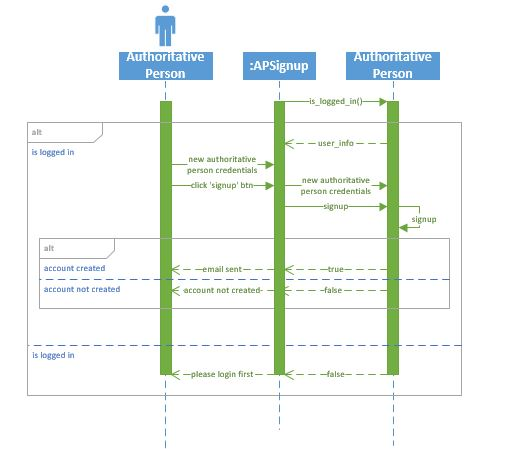 Authoritative
Person
:APSignup
Authoritative
Person
is_logged_in()
alt
user_info
is logged in
new authoritative
person credentials
click 'signup' btn
new authoritative
person credentials
signup
signup
alt
account created
email sent
true
account not created
account not created
false
is logged in
please login first
false